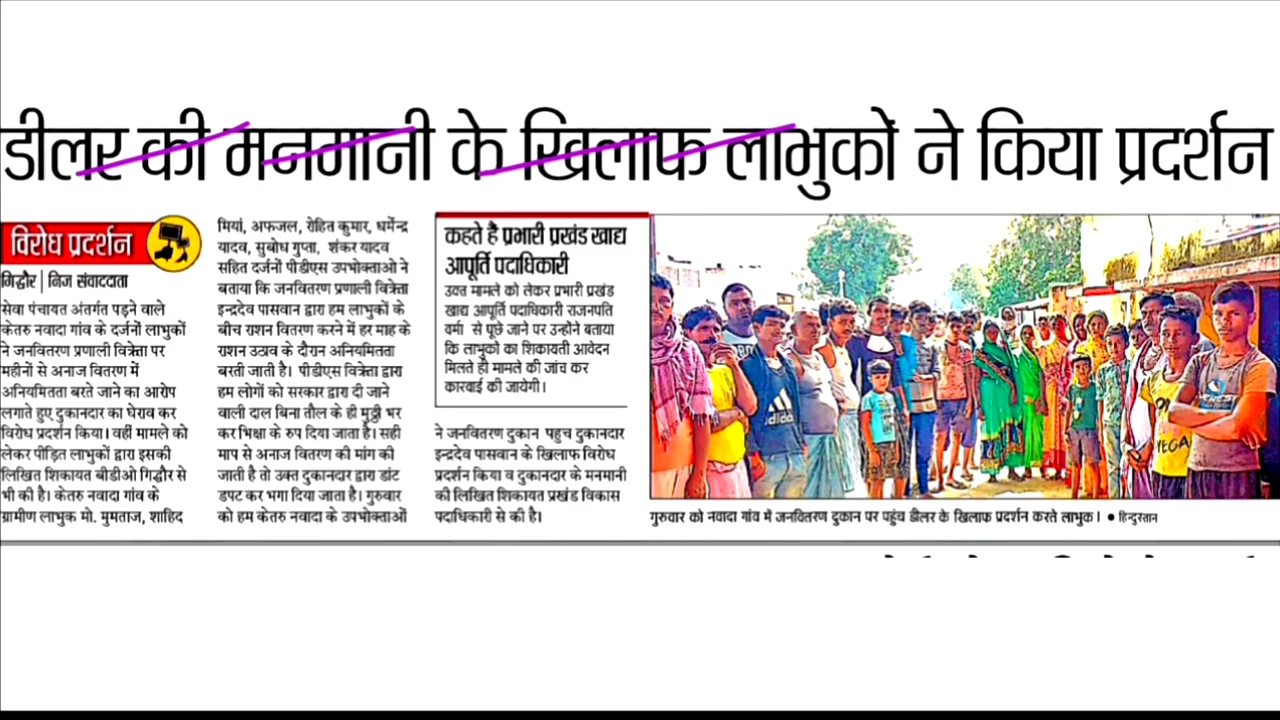 डीलर की मनमानी के खिलाफ लाभुकों ने किया प्रदर्शन
विरोध प्रदर्शन
गिद्धौर | निज संवाददाता
सेवा पंचायत अंतर्गत पड़ने वाले
केतरु नवादा गांव के दर्जनों लाभुकों
ने जनवितरण प्रणाली विक्रेता पर
महीनों से अनाज वितरण में
अनियमितता बरते जाने का आरोप
लगाते हुए दुकानदार का घेराव कर
विरोध प्रदर्शन किया। वहीं मामले को
लेकर पीड़ित लाभुकों द्वारा इसकी
लिखित शिकायत बीडीओ गिद्धौर से
भी की है। केतरु नवादा गांव के
ग्रामीण लाभुक मो. मुमताज, शाहिद
मियां, अफजल, रोहित कुमार, धर्मेन्द्र
यादव, सुबोध गुप्ता, शंकर यादव
सहित दर्जनों पीडीएस उपभोक्ताओ ने
बताया कि जनवितरण प्रणाली विक्रेता
इन्द्रदेव पासवान द्वारा हम लाभुकों के
बीच राशन वितरण करने में हर माह के
राशन उठाव के दौरान अनियमितता
बरती जाती है। पीडीएस विक्रेता द्वारा
हम लोगों को सरकार द्वारा दी जाने
वाली दाल बिना तौल के ही मुठ्ठी भर
कर भिक्षा के रुप दिया जाता है। सही
माप से अनाज वितरण की मांग की
जाती है तो उक्त दुकानदार द्वारा डांट
डपट कर भगा दिया जाता है। गुरुवार
को हम केतरु नवादा के उपभोक्ताओं
कहते हैं प्रभारी प्रखंड खाद्य
आपूर्ति पदाधिकारी
उक्त मामले को लेकर प्रभारी प्रखंड
खाद्य आपूर्ति पदाधिकारी राजनपति
वर्मा से पूछे जाने पर उन्होंने बताया
कि लाभुको का शिकायती आवेदन
मिलते ही मामले की जांच कर
कारवाई की जायेगी।
ने जनवितरण दुकान पहुच दुकानदार
इन्द्रदेव पासवान के खिलाफ विरोध
प्रदर्शन किया व दुकानदार के मनमानी
की लिखित शिकायत प्रखंड विकास
पदाधिकारी से की है।
adidas
गुरुवार को नवादा गांव में जनवितरण दुकान पर पहुंच डीलर के खिलाफ प्रदर्शन करते लाभुक। ● हिन्दुस्तान